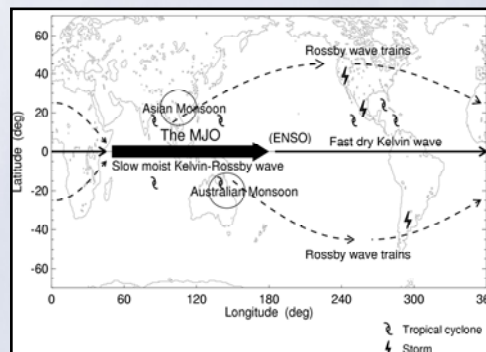 60
Rossby wave trains
40
Asian Monsoon
20
The MJO
(ENSO)
Fast dry Kelvin wave
0
Slow moist Kelvin-Rossby wave
-20
Australian Monsoon
-40
Rossby wave trains
-60
0 60 120 180 240 300 360
Latitude (deg)
Longitude (deg)
Tropical cyclone
Storm